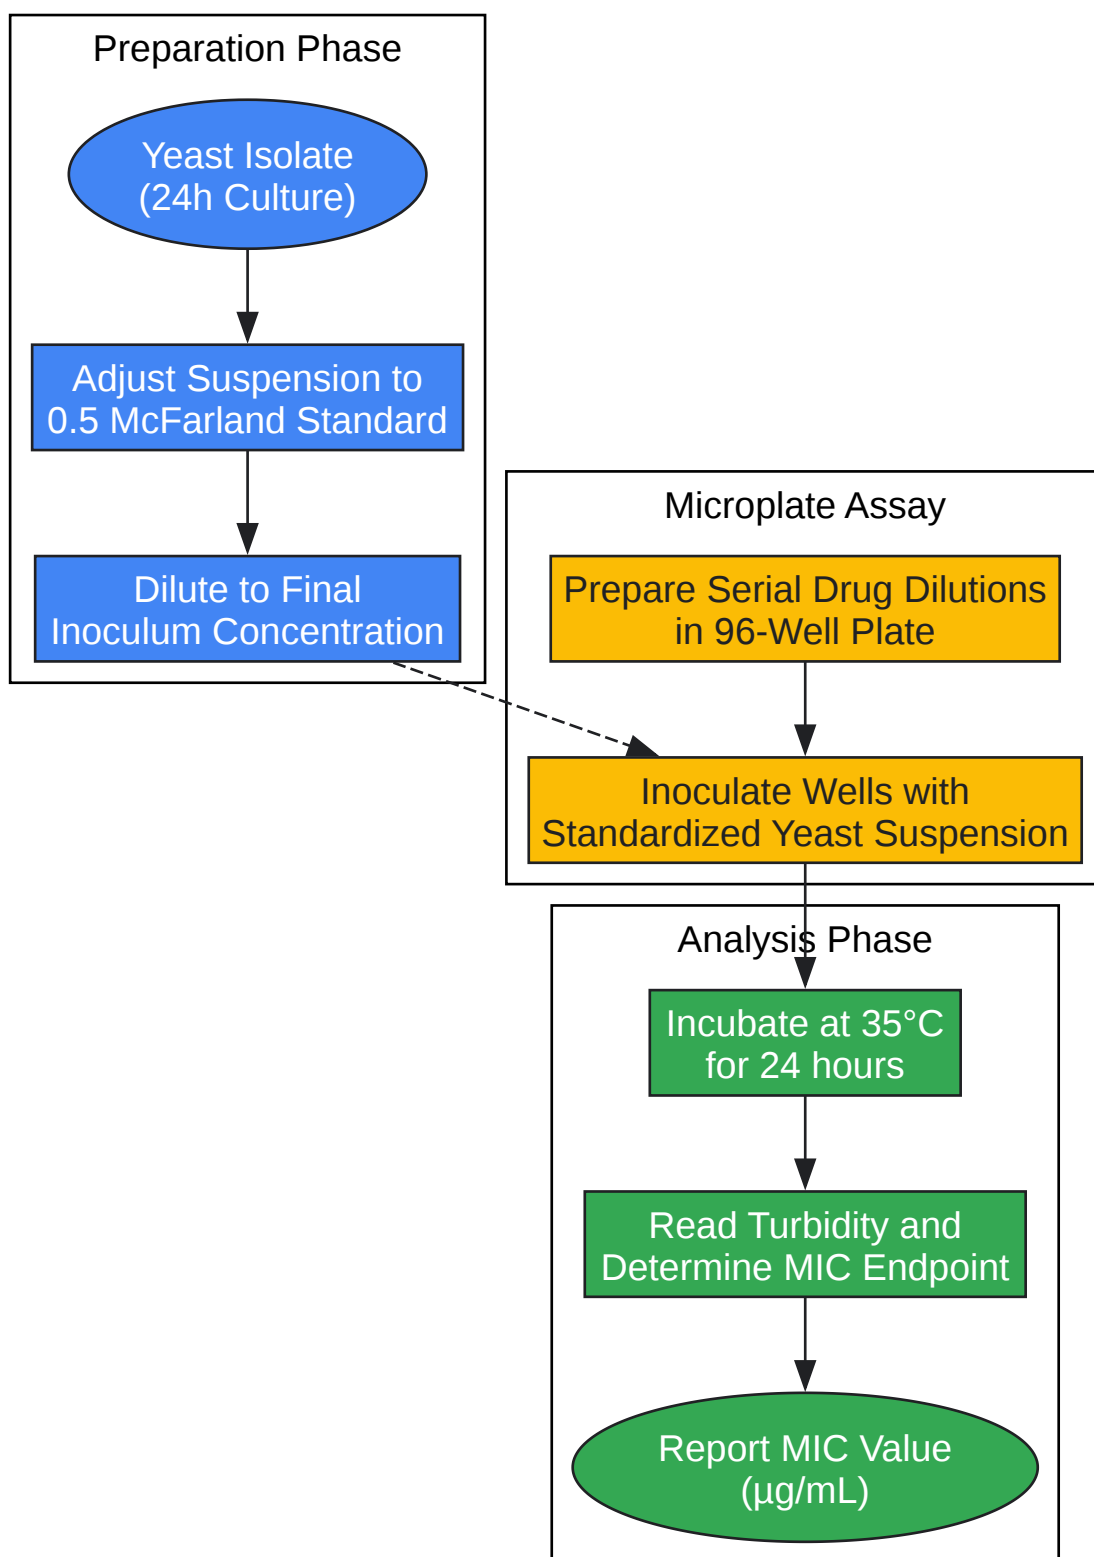 Preparation Phase
Yeast Isolate
(24h Culture)
Adjust Suspension to
0.5 McFarland Standard
Dilute to Final
Inoculum Concentration
Microplate Assay
Prepare Serial Drug Dilutions
in 96-Well Plate
Inoculate Wells with
Standardized Yeast Suspension
Analysis Phase
Incubate at 35°C
for 24 hours
Read Turbidity and
Determine MIC Endpoint
Report MIC Value
(µg/mL)